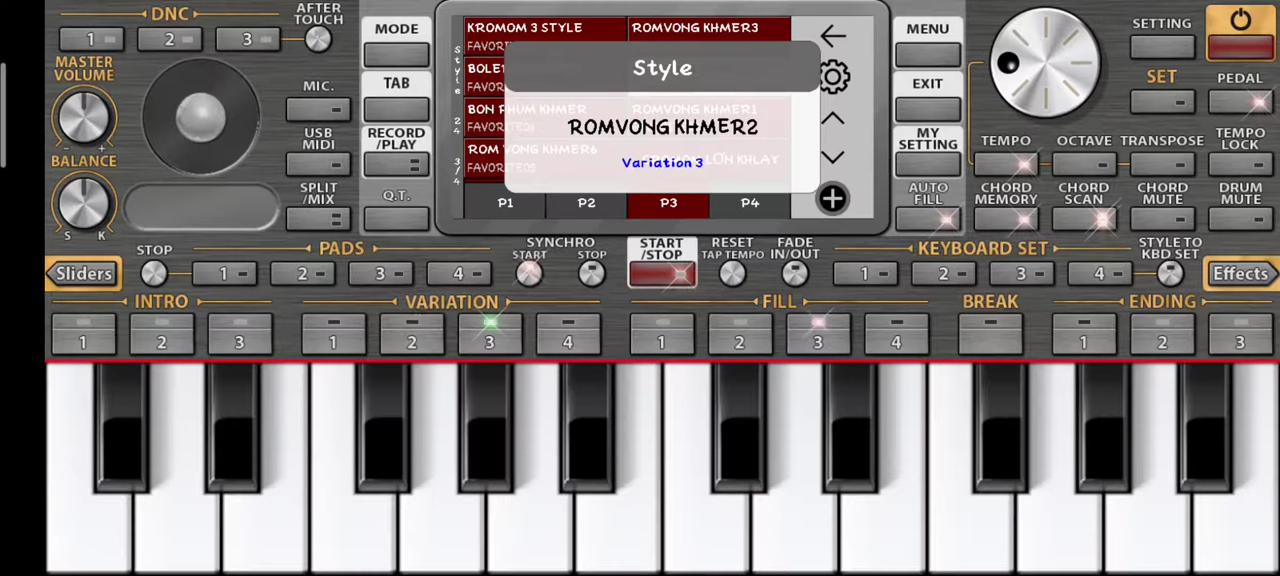 DNC
AFTER TOUCH
1 2 3
MASTER VOLUME
- +
BALANCE
S K
MIC.
USB MIDI
SPLIT /MIX
MODE
TAB
RECORD /PLAY
Q.T.
Style
2 4
3/4
KROMOM 3 STYLE
ROMVONG KHMER3
BON PHUM KHMER
ROMVONG KHMER1
ROM VONG KHMER6
Style
ROMVONG KHMER2
Variation 3
P1 P2 P3 P4
MENU
EXIT
MY SETTING
AUTO FILL
SETTING
SET
PEDAL
TEMPO OCTAVE TRANSPOSE TEMPO LOCK
CHORD MEMORY CHORD SCAN CHORD MUTE DRUM MUTE
Sliders
STOP
PADS
1 2 3 4
SYNCHRO
START STOP
START /STOP
RESET
TAP TEMPO
FADE IN/OUT
KEYBOARD SET
1 2 3 4
STYLE TO KBD SET
Effects
INTRO
1 2 3
VARIATION
1 2 3 4
FILL
1 2 3 4
BREAK
ENDING
1 2 3